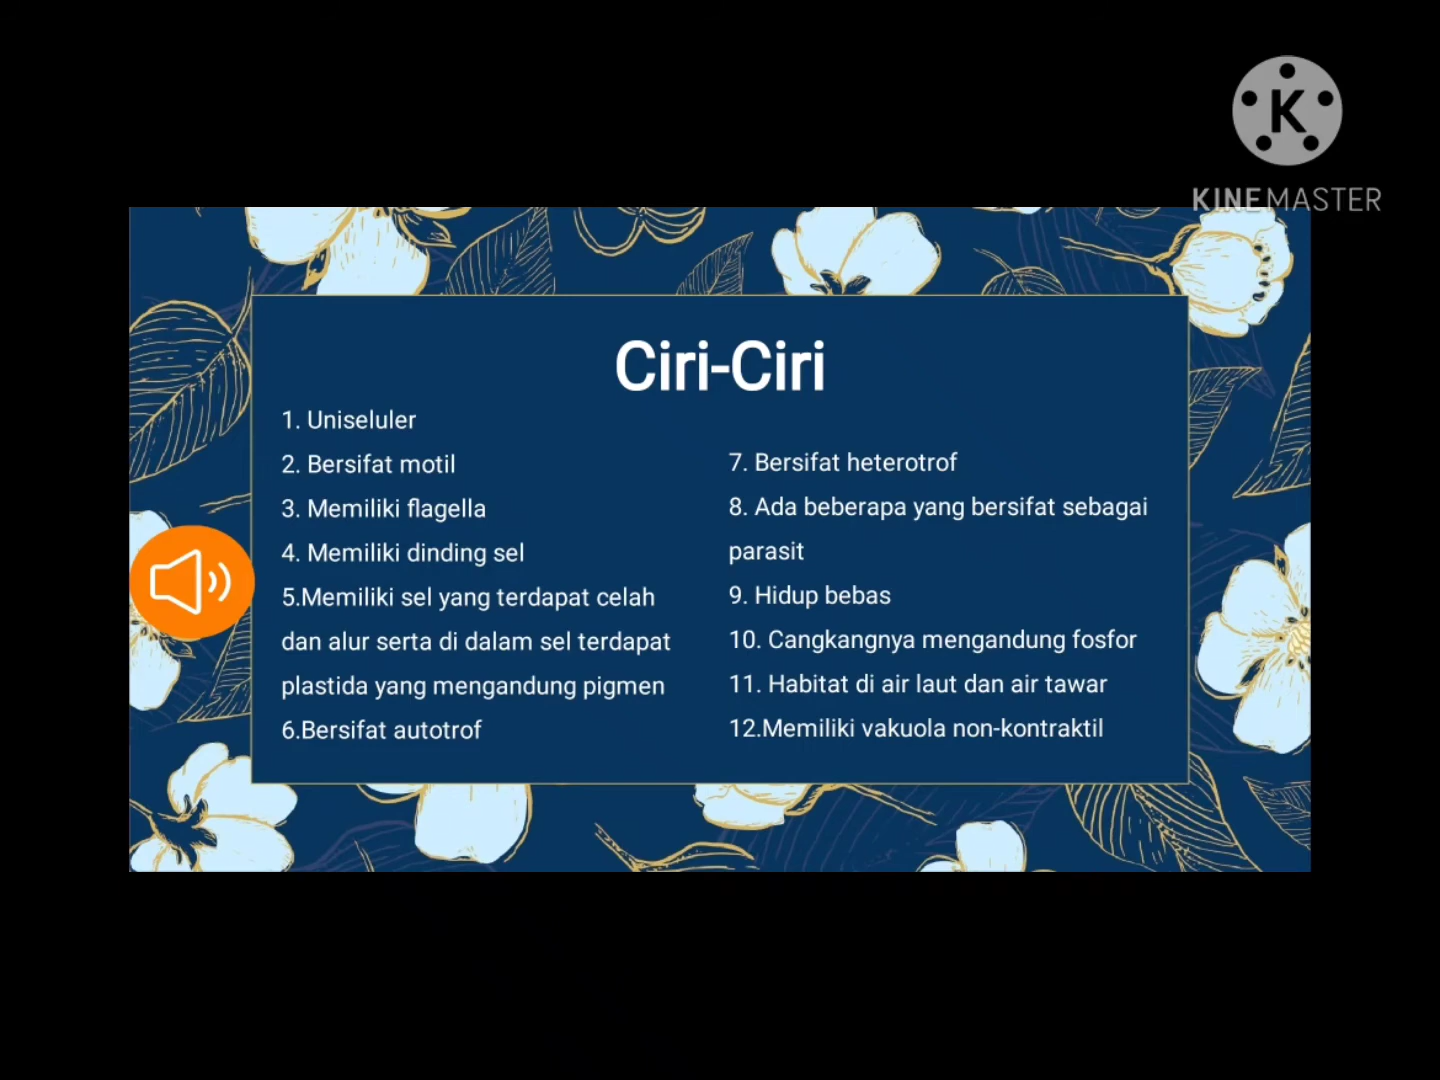 K
KINEMASTER
Ciri-Ciri
1. Uniseluler
2. Bersifat motil
3. Memiliki flagella
4. Memiliki dinding sel
5.Memiliki sel yang terdapat celah
dan alur serta di dalam sel terdapat
plastida yang mengandung pigmen
6.Bersifat autotrof
7. Bersifat heterotrof
8. Ada beberapa yang bersifat sebagai
parasit
9. Hidup bebas
10. Cangkangnya mengandung fosfor
11. Habitat di air laut dan air tawar
12.Memiliki vakuola non-kontraktil